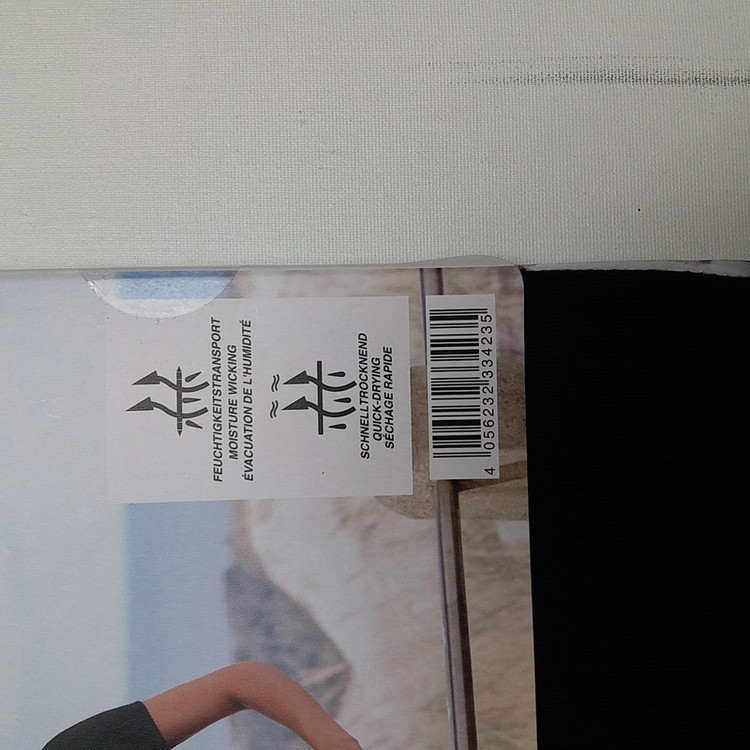 FEUCHTIGKEITSTRANSPORT
MOISTURE WICKING
ÉVACUATION DE L'HUMIDITÉ
SCHNELLTROCKNEND
QUICK-DRYING
SÉCHAGE RAPIDE
4 056232 334235